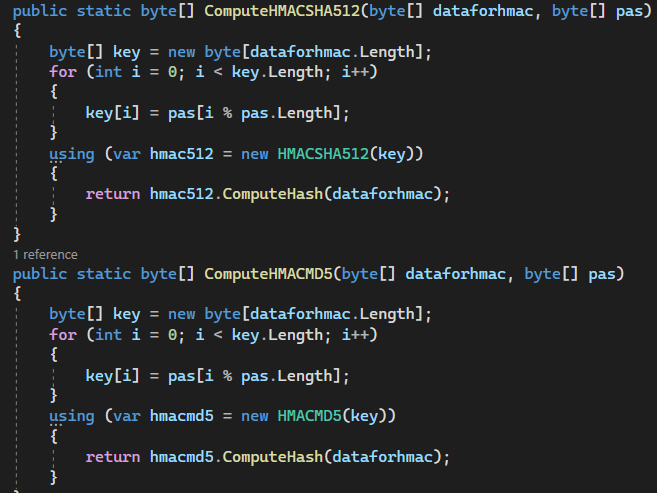 public static byte[] ComputeHMACSHA512(byte[] dataforhmac, byte[] pas)
{
byte[] key = new byte[dataforhmac.Length];
for (int i = 0; i < key.Length; i++)
{
key[i] = pas[i % pas.Length];
}
using (var hmac512 = new HMACSHA512(key))
{
return hmac512.ComputeHash(dataforhmac);
}
}
1 reference
public static byte[] ComputeHMACMD5(byte[] dataforhmac, byte[] pas)
{
byte[] key = new byte[dataforhmac.Length];
for (int i = 0; i < key.Length; i++)
{
key[i] = pas[i % pas.Length];
}
using (var hmacmd5 = new HMACMD5(key))
{
return hmacmd5.ComputeHash(dataforhmac);
}
}